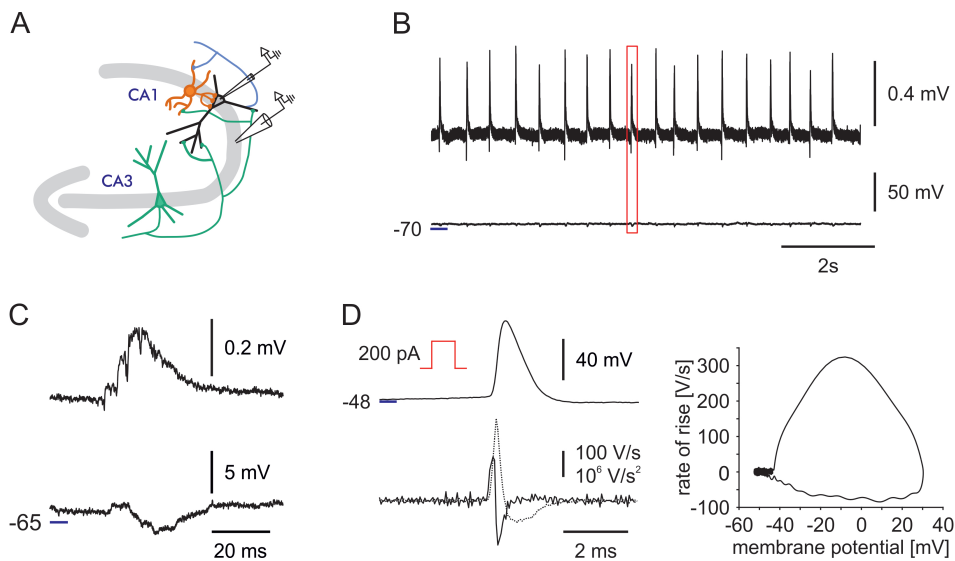 A
CA1
CA3
B
0.4 mV
50 mV
-70
2s
C
0.2 mV
5 mV
-65
20 ms
D
200 pA
40 mV
-48
100 V/s
10⁶ V/s²
2 ms
rate of rise [V/s]
300
200
100
0
-100
-60 -40 -20 0 20 40
membrane potential [mV]